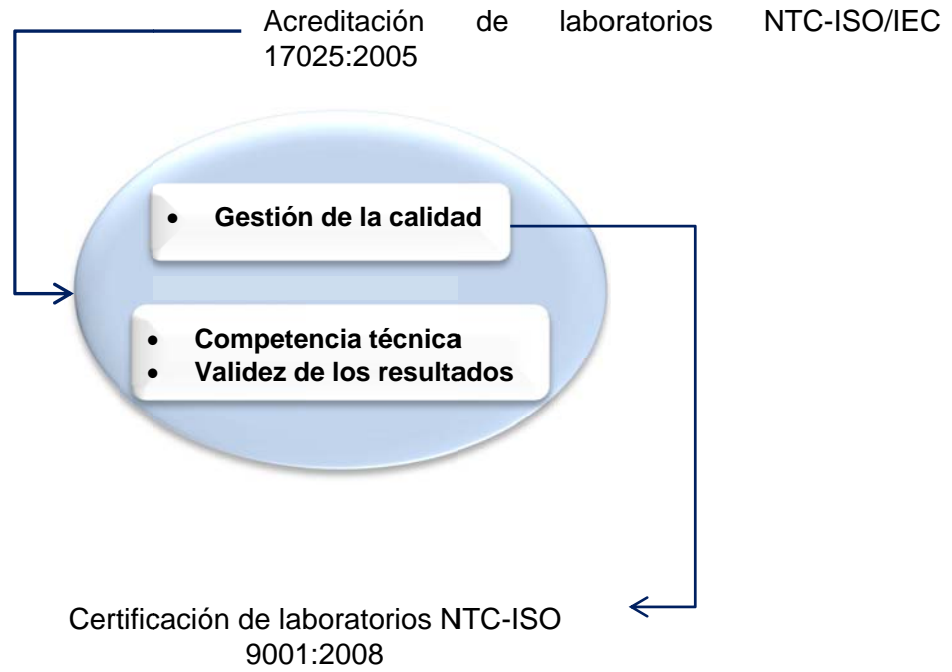 Acreditación de laboratorios NTC-ISO/IEC
17025:2005
• Gestión de la calidad
• Competencia técnica
• Validez de los resultados
Certificación de laboratorios NTC-ISO
9001:2008